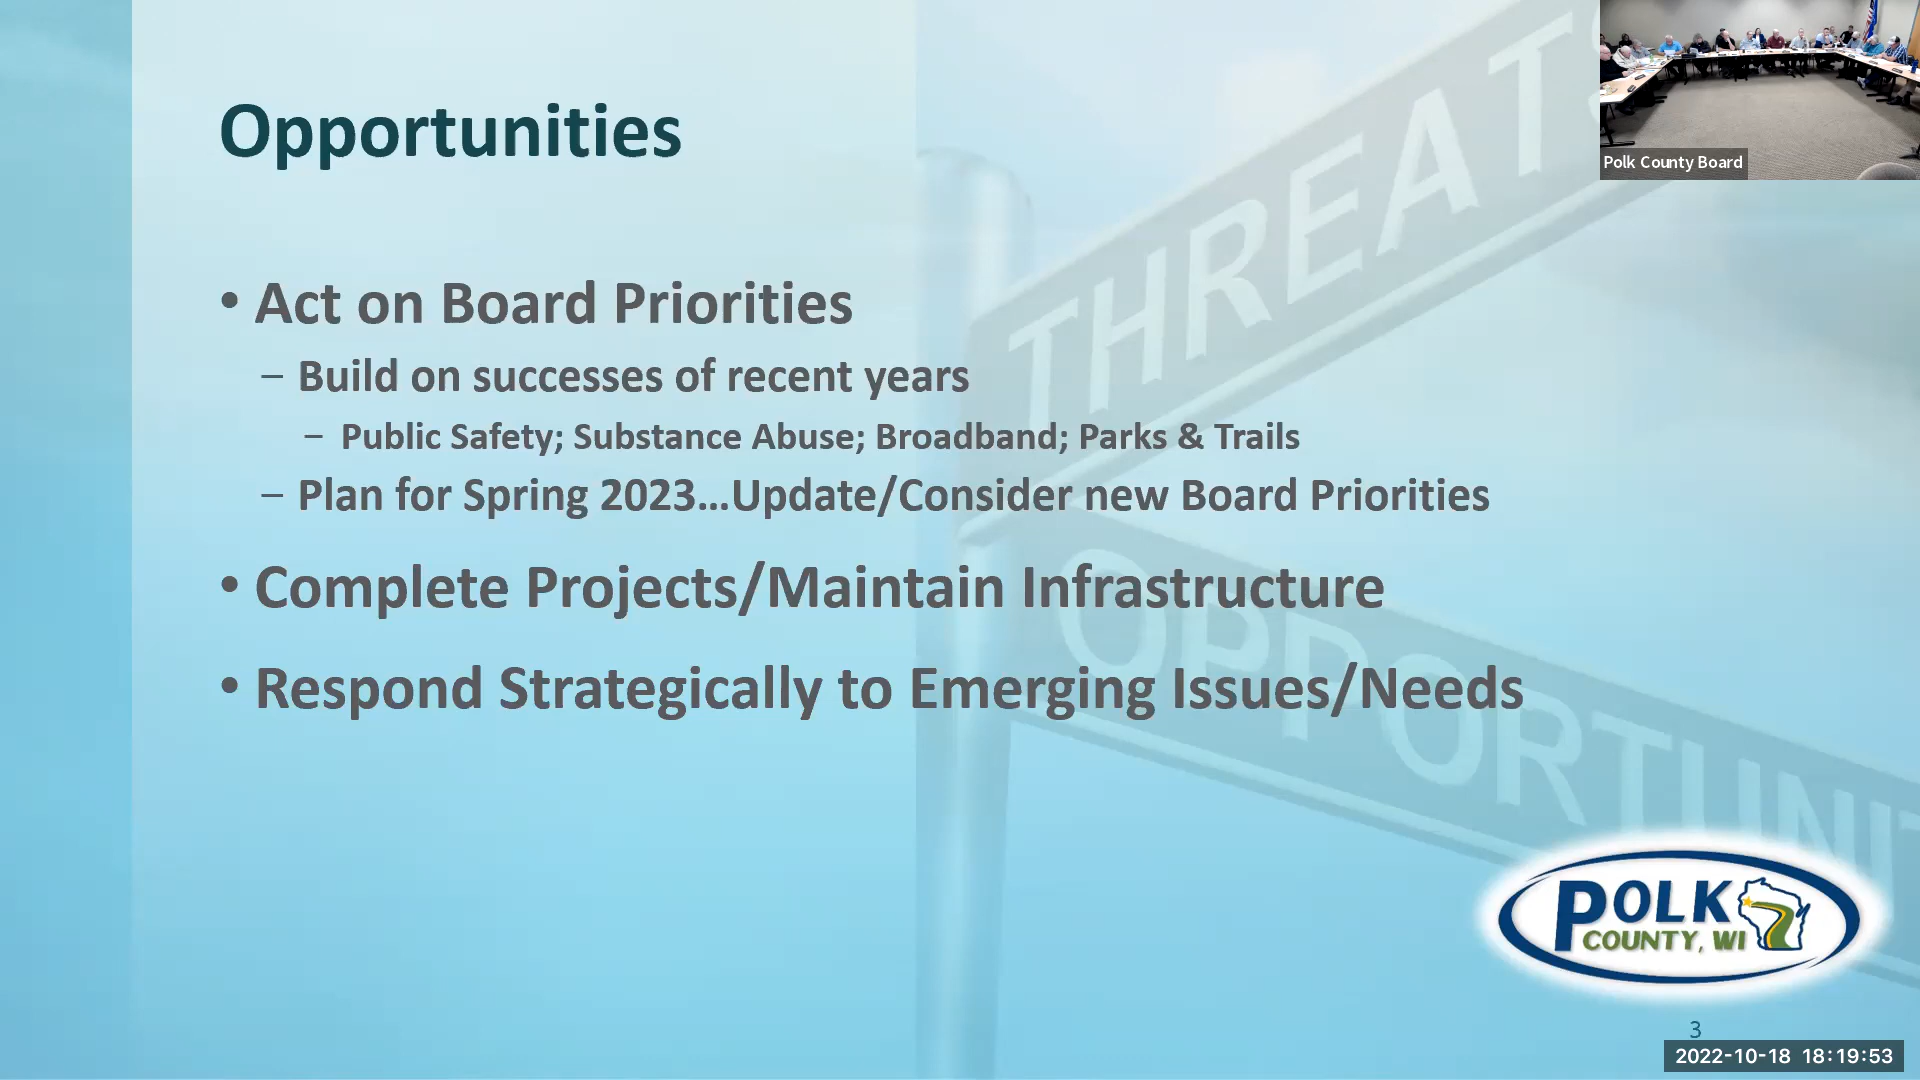 Opportunities
THREATS
Polk County Board
• Act on Board Priorities
– Build on successes of recent years
– Public Safety; Substance Abuse; Broadband; Parks & Trails
– Plan for Spring 2023…Update/Consider new Board Priorities
• Complete Projects/Maintain Infrastructure
• Respond Strategically to Emerging Issues/Needs
OPPORTUNIT
POLK
COUNTY, WI
3
2022-10-18 18:19:53